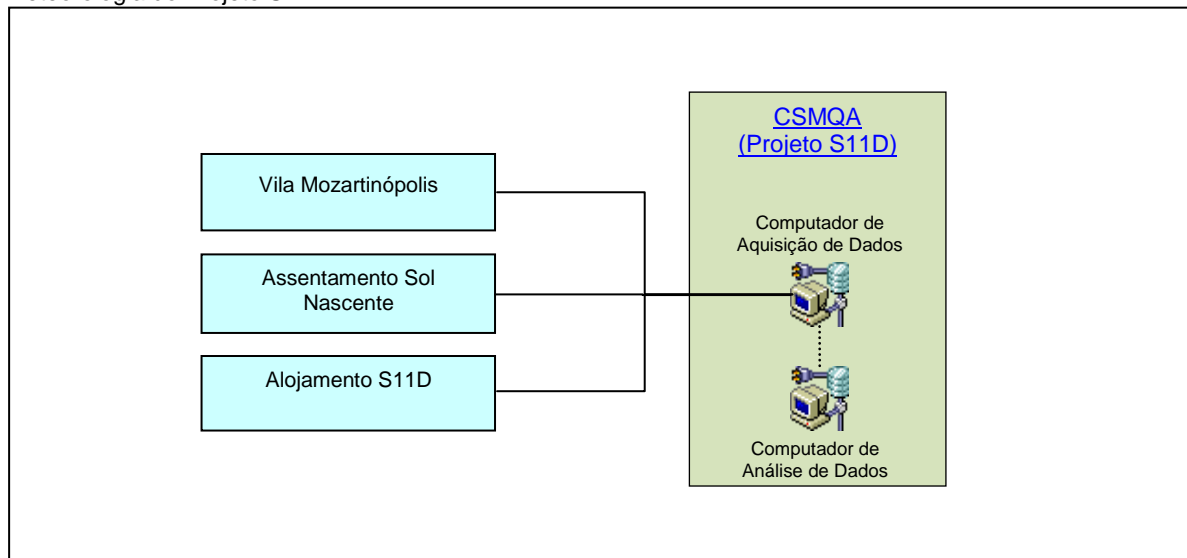 CSMQA
(Projeto S11D)
Vila Mozartinópolis
Assentamento Sol
Nascente
Alojamento S11D
Computador de
Aquisição de Dados
Computador de
Análise de Dados